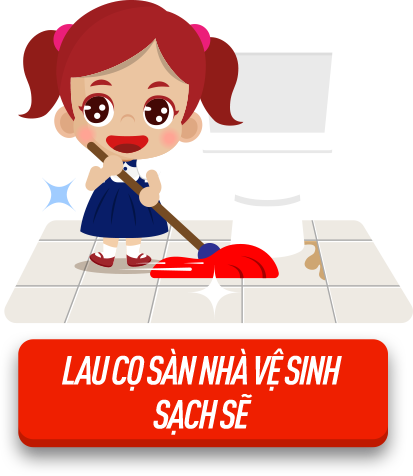 LAU CỌ SÀN NHÀ VỆ SINH
SẠCH SẼ